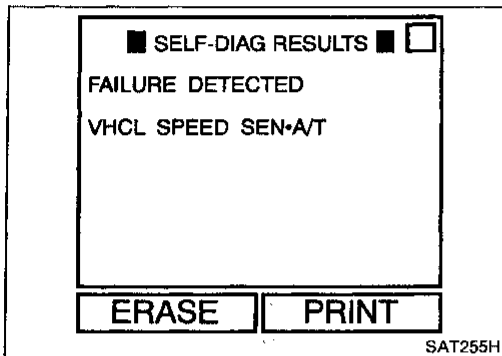 ■ SELF-DIAG RESULTS ■ □
FAILURE DETECTED
VHCL SPEED SEN•A/T
ERASE PRINT
SAT255H